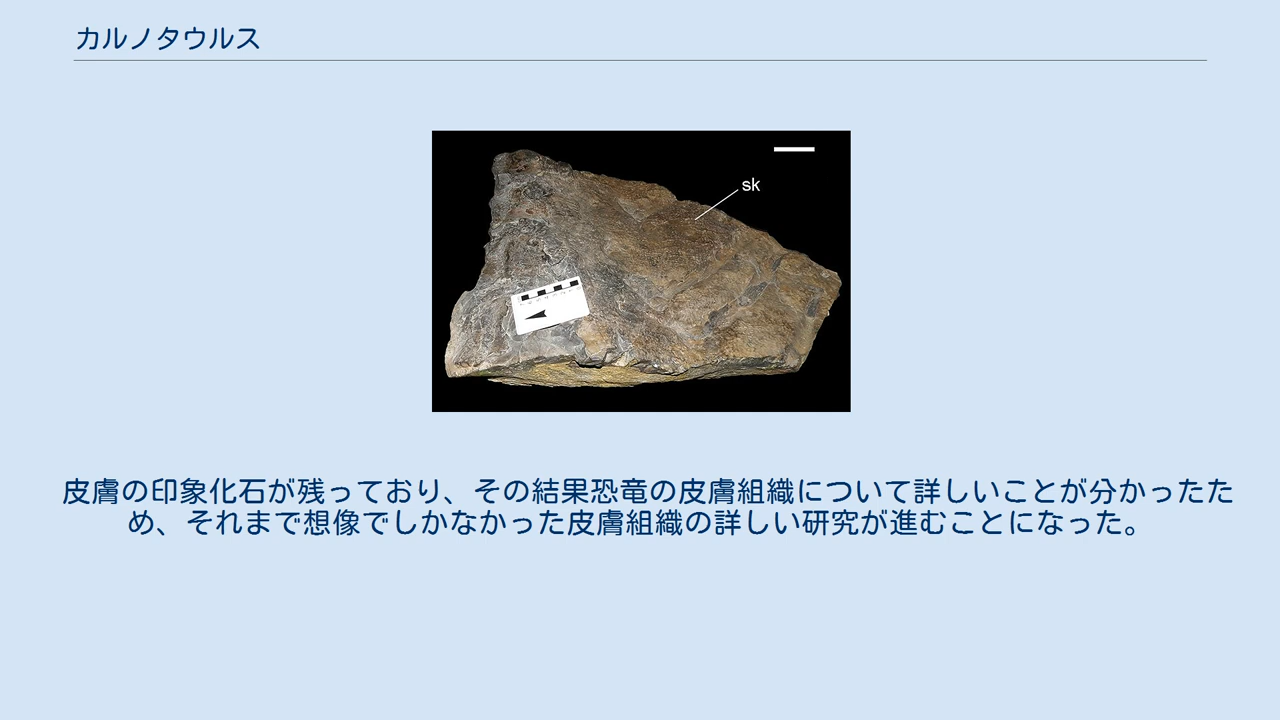 カルノタウルス
sk
皮膚の印象化石が残っており、その結果恐竜の皮膚組織について詳しいことが分かったた
め、それまで想像でしかなかった皮膚組織の詳しい研究が進むことになった。